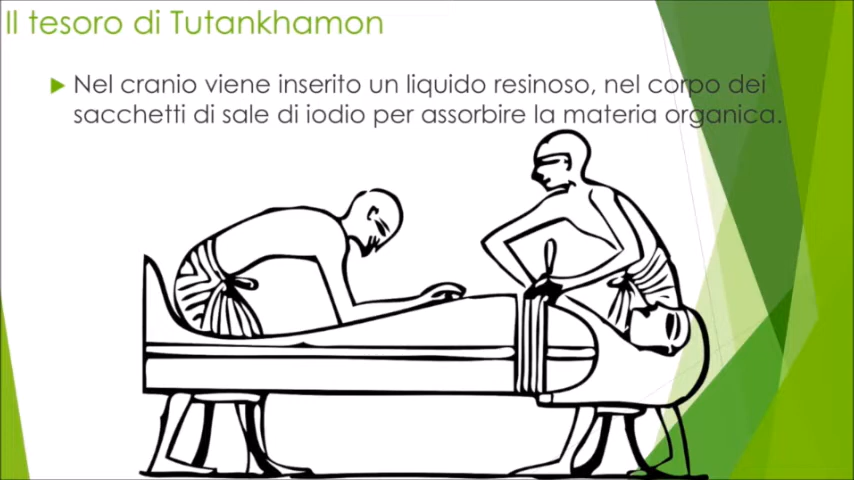 Il tesoro di Tutankhamon
Nel cranio viene inserito un liquido resinoso, nel corpo dei
sacchetti di sale di iodio per assorbire la materia organica.